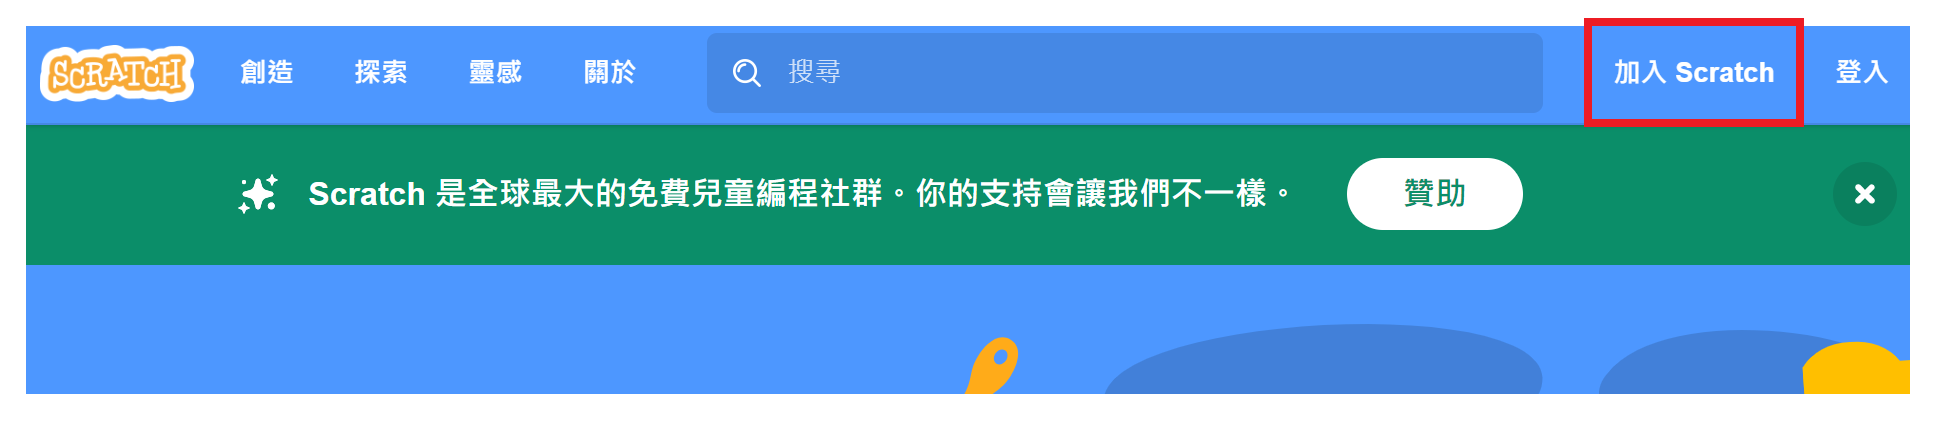 SCRATCH 創造 探索 靈感 關於 搜尋 加入 Scratch 登入
Scratch 是全球最大的免費兒童編程社群。你的支持會讓我們不一樣。 贊助